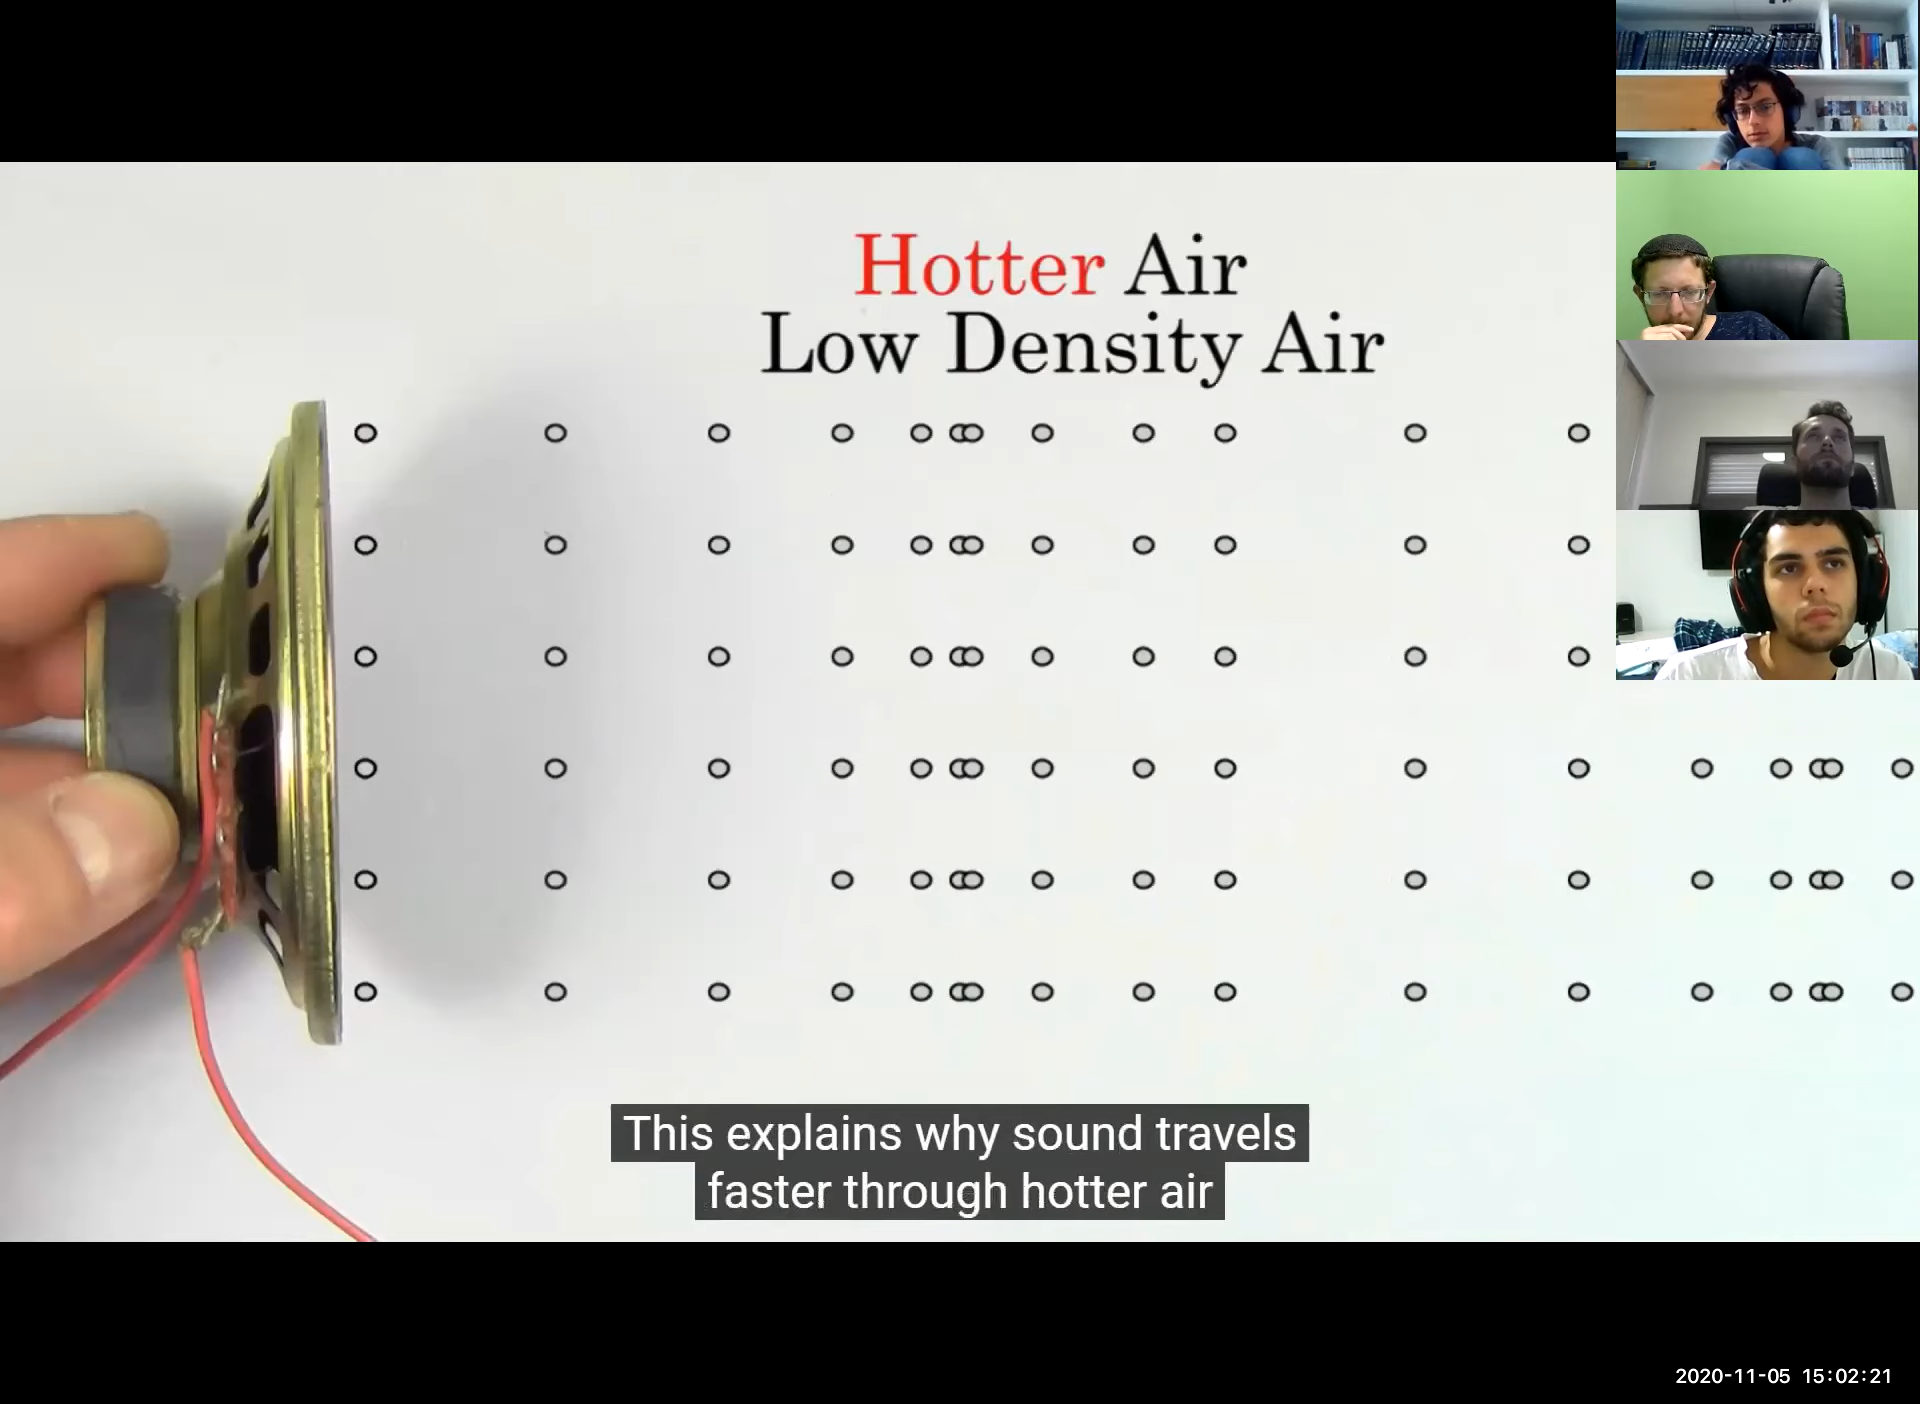 Hotter Air
Low Density Air
This explains why sound travels
faster through hotter air
2020-11-05 15:02:21